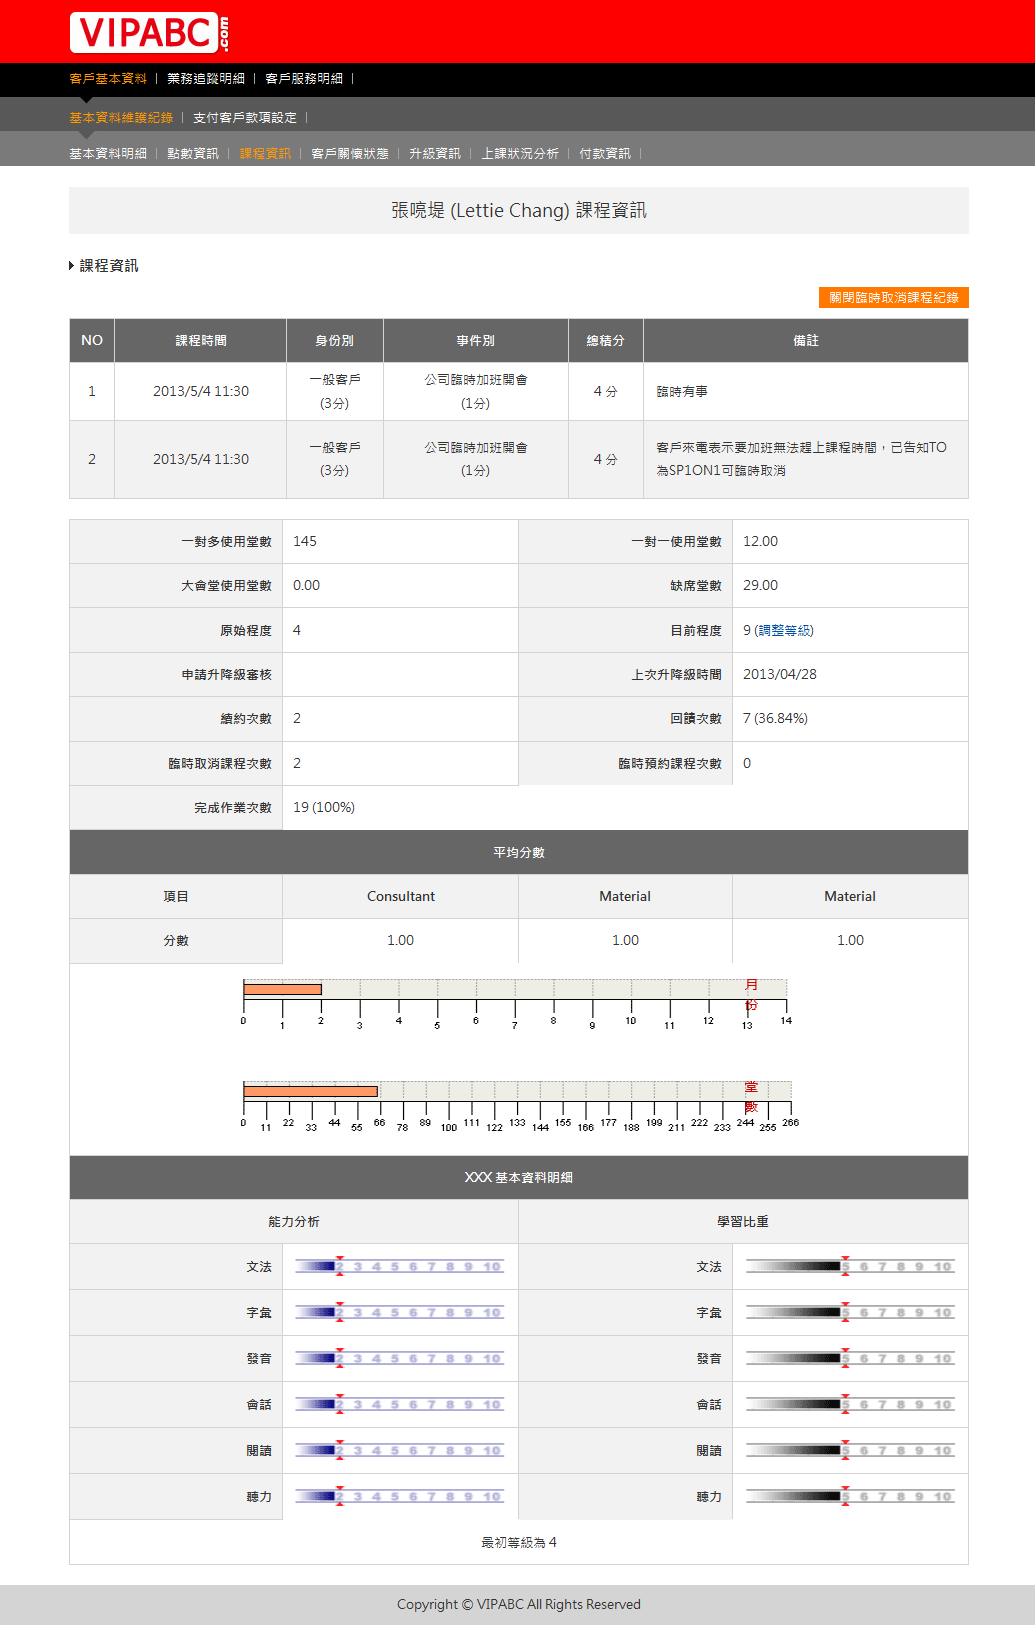 VIPABC.com
客戶基本資料 | 業務追蹤明細 | 客戶服務明細 |
基本資料維護紀錄 | 支付客戶款項設定 |
基本資料明細 | 點數資訊 | 課程資訊 | 客戶關懷狀態 | 升級資訊 | 上課狀況分析 | 付款資訊 |
張喨堤 (Lettie Chang) 課程資訊
課程資訊
關閉臨時取消課程紀錄
NO 課程時間 身份別 事件別 總積分 備註
1 2013/5/4 11:30 一般客戶 (3分) 公司臨時加班開會 (1分) 4 分 臨時有事
2 2013/5/4 11:30 一般客戶 (3分) 公司臨時加班開會 (1分) 4 分 客戶來電表示要加班無法趕上課程時間，已告知TO
為SP1ON1可臨時取消
一對多使用堂數 145 一對一使用堂數 12.00
大會堂使用堂數 0.00 缺席堂數 29.00
原始程度 4 目前程度 9 (調整等級)
申請升降級審核 上次升降級時間 2013/04/28
續約次數 2 回饋次數 7 (36.84%)
臨時取消課程次數 2 臨時預約課程次數 0
完成作業次數 19 (100%)
平均分數
項目 Consultant Material Material
分數 1.00 1.00 1.00
月份
0 1 2 3 4 5 6 7 8 9 10 11 12 13 14
堂數
0 11 22 33 44 55 66 78 89 100 111 122 133 144 155 166 177 188 199 211 222 233 244 255 266
XXX 基本資料明細
能力分析 學習比重
文法 2 3 4 5 6 7 8 9 10 文法 5 6 7 8 9 10
字彙 2 3 4 5 6 7 8 9 10 字彙 5 6 7 8 9 10
發音 2 3 4 5 6 7 8 9 10 發音 5 6 7 8 9 10
會話 2 3 4 5 6 7 8 9 10 會話 5 6 7 8 9 10
閱讀 2 3 4 5 6 7 8 9 10 閱讀 5 6 7 8 9 10
聽力 2 3 4 5 6 7 8 9 10 聽力 5 6 7 8 9 10
最初等級為 4
Copyright © VIPABC All Rights Reserved